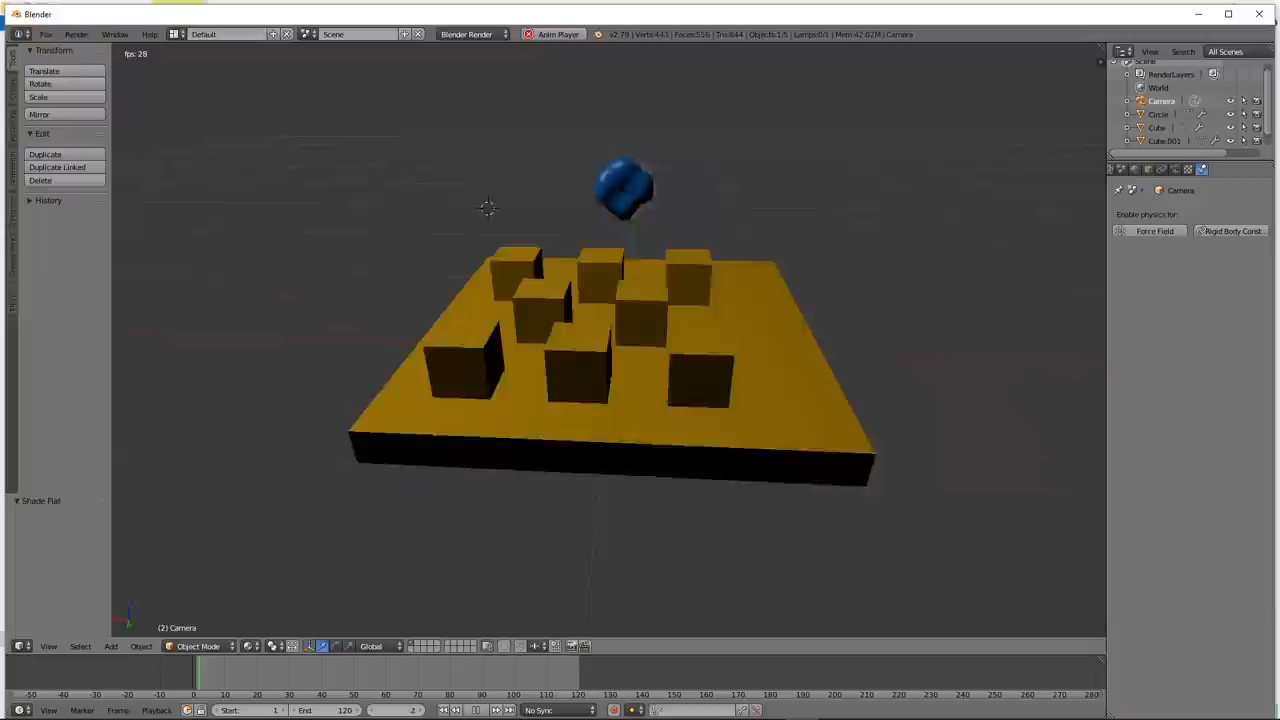 Blender
File Render Window Help Default Scene Blender Render Anim Player v2.79 | Verts:443 | Faces:556 | Tris:844 | Objects:1/5 | Lamps:0/1 | Mem:42.02M | Camera
Transform
Translate
Rotate
Scale
Mirror
Edit
Duplicate
Duplicate Linked
Delete
History
Shade Flat
fps: 28
(2) Camera
View Search All Scenes
Scene
RenderLayers
World
Camera
Circle
Cube
Cube.001
Camera
Enable physics for:
Force Field Rigid Body Const...
View Select Add Object Object Mode Global
-50 -40 -30 -20 -10 0 10 20 30 40 50 60 70 80 90 100 110 120 130 140 150 160 170 180 190 200 210 220 230 240 250 260 270 280
View Marker Frame Playback Start: 1 End: 120 2 No Sync